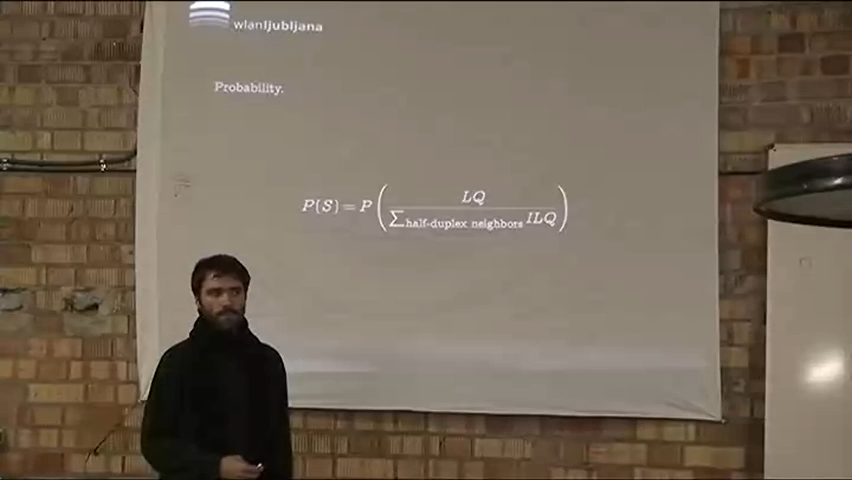 wlanljubljana
Probability.
P(S) = P ( LQ / ∑half-duplex neighbors ILQ )